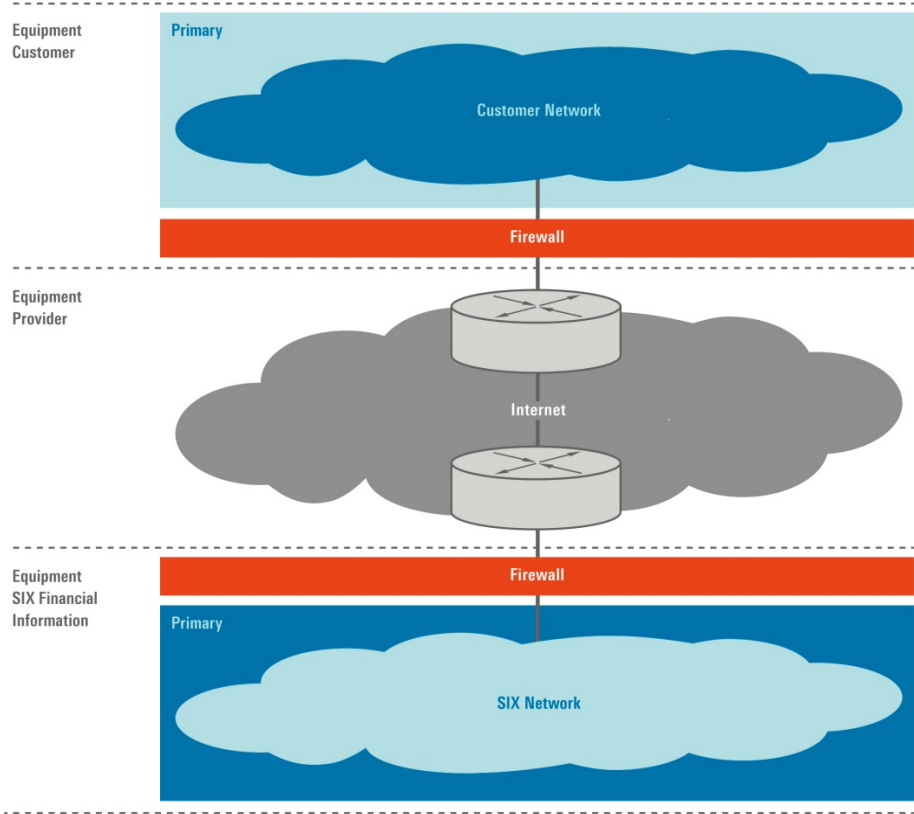 Equipment
Customer
Primary
Customer Network
Firewall
Equipment
Provider
Internet
Equipment
SIX Financial
Information
Firewall
Primary
SIX Network